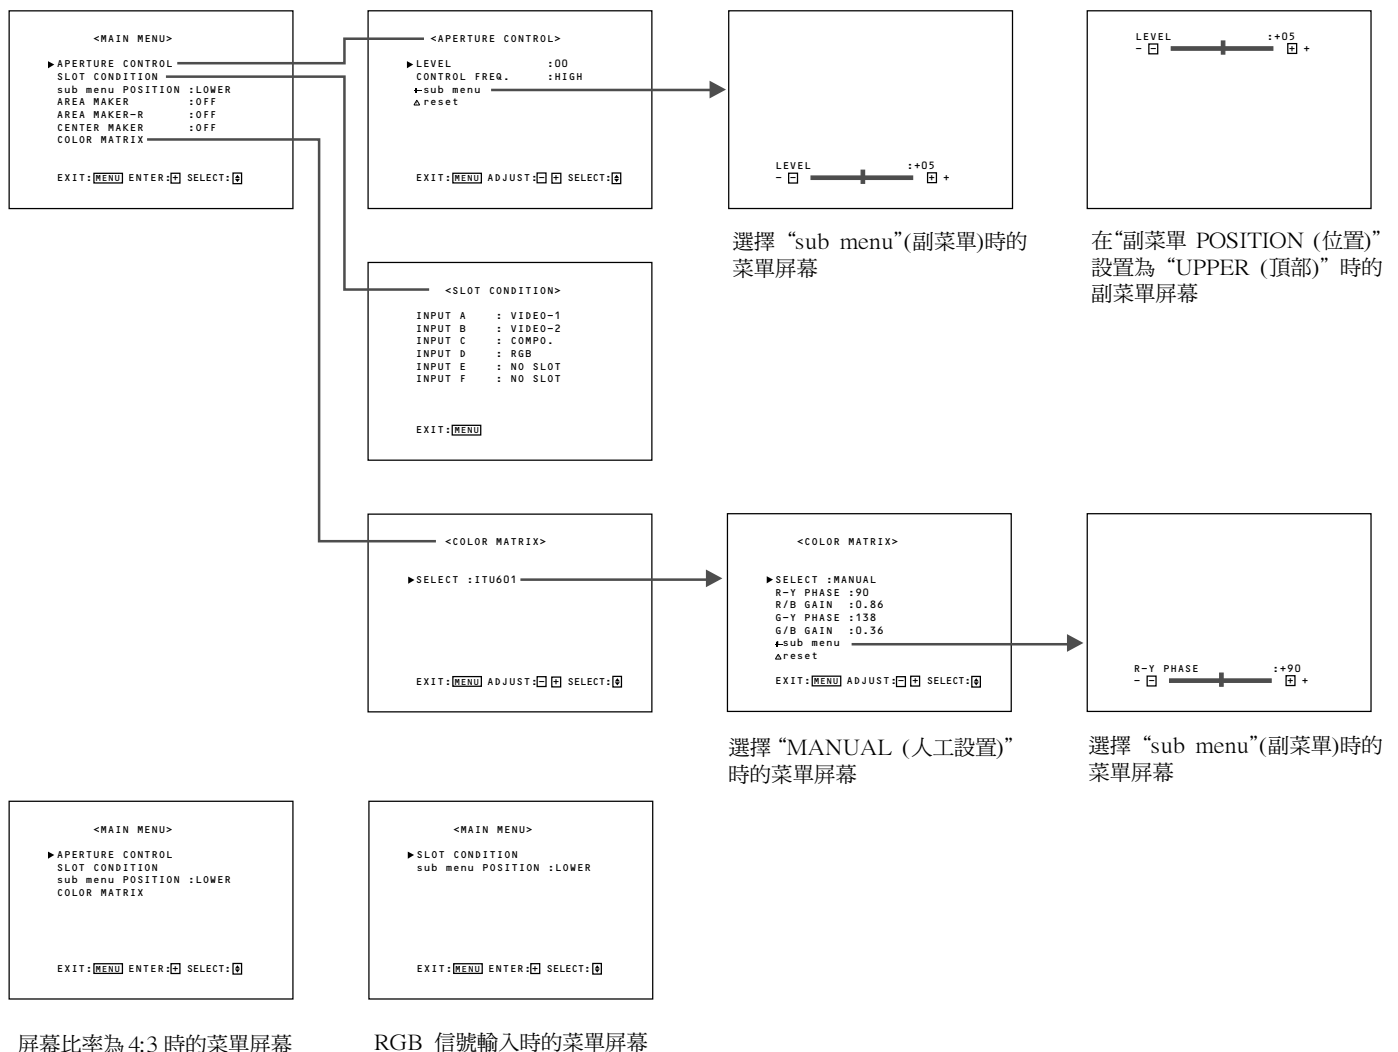 <MAIN MENU>
▶APERTURE CONTROL
SLOT CONDITION
sub menu POSITION :LOWER
AREA MAKER :OFF
AREA MAKER-R :OFF
CENTER MAKER :OFF
COLOR MATRIX
EXIT:MENU ENTER:+ SELECT:
<APERTURE CONTROL>
▶LEVEL :00
CONTROL FREQ. :HIGH
sub menu
△reset
EXIT:MENU ADJUST:- + SELECT:
LEVEL :+05
- - + +
選擇 “sub menu”(副菜單)時的
菜單屏幕
LEVEL :+05
- - + +
在“副菜單 POSITION (位置)”
設置為 “UPPER (頂部)” 時的
副菜單屏幕
<SLOT CONDITION>
INPUT A : VIDEO-1
INPUT B : VIDEO-2
INPUT C : COMPO.
INPUT D : RGB
INPUT E : NO SLOT
INPUT F : NO SLOT
EXIT:MENU
<COLOR MATRIX>
▶SELECT :ITU601
EXIT:MENU ADJUST:- + SELECT:
<COLOR MATRIX>
▶SELECT :MANUAL
R-Y PHASE :90
R/B GAIN :0.86
G-Y PHASE :138
G/B GAIN :0.36
sub menu
△reset
EXIT:MENU ADJUST:- + SELECT:
選擇 “MANUAL (人工設置)”
時的菜單屏幕
R-Y PHASE :+90
- - + +
選擇 “sub menu”(副菜單)時的
菜單屏幕
<MAIN MENU>
▶APERTURE CONTROL
SLOT CONDITION
sub menu POSITION :LOWER
COLOR MATRIX
EXIT:MENU ENTER:+ SELECT:
屏幕比率為 4:3 時的菜單屏幕
<MAIN MENU>
▶SLOT CONDITION
sub menu POSITION :LOWER
EXIT:MENU ENTER:+ SELECT:
RGB 信號輸入時的菜單屏幕